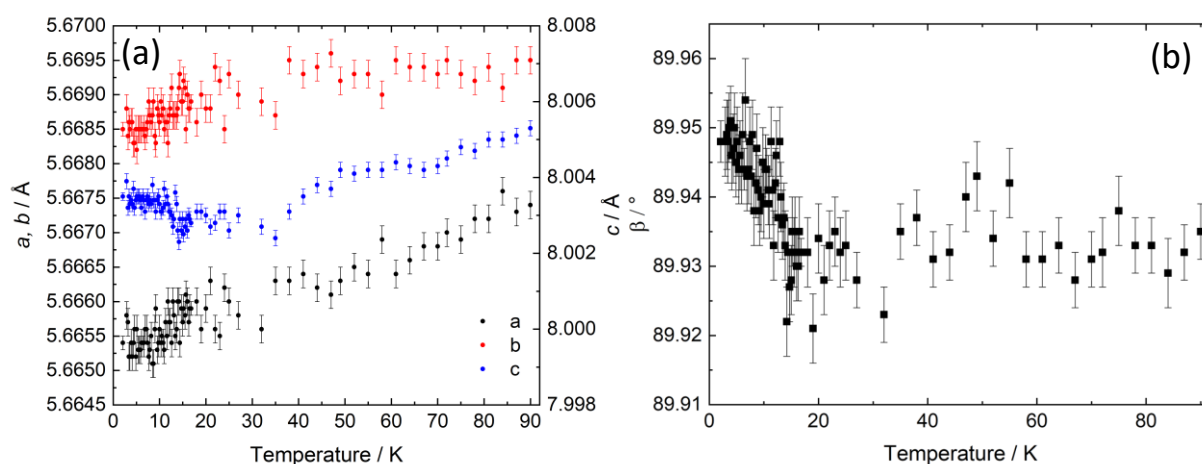 (a)
5.6700
5.6695
5.6690
5.6685
5.6680
5.6675
5.6670
5.6665
5.6660
5.6655
5.6650
5.6645
a, b / Å
0 10 20 30 40 50 60 70 80 90
Temperature / K
8.008
8.006
8.004
8.002
8.000
7.998
c / Å
a
b
c
(b)
89.96
89.95
89.94
89.93
89.92
89.91
β / °
0 20 40 60 80
Temperature / K